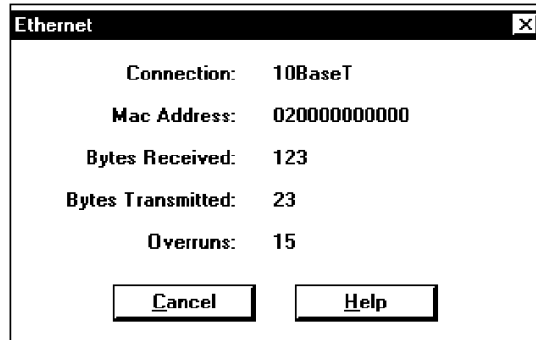 Ethernet
Connection: 10BaseT
Mac Address: 020000000000
Bytes Received: 123
Bytes Transmitted: 23
Overruns: 15
Cancel Help